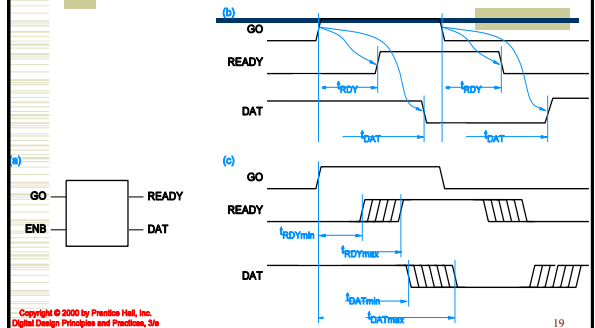 (b)
GO
READY
tRDY tRDY
DAT
tDAT tDAT
(a)
GO READY
ENB DAT
(c)
GO
READY
tRDYmin
tRDYmax
DAT
tDATmin
tDATmax
Copyright © 2000 by Prentice Hall, Inc.
Digital Design Principles and Practices, 3/e
19